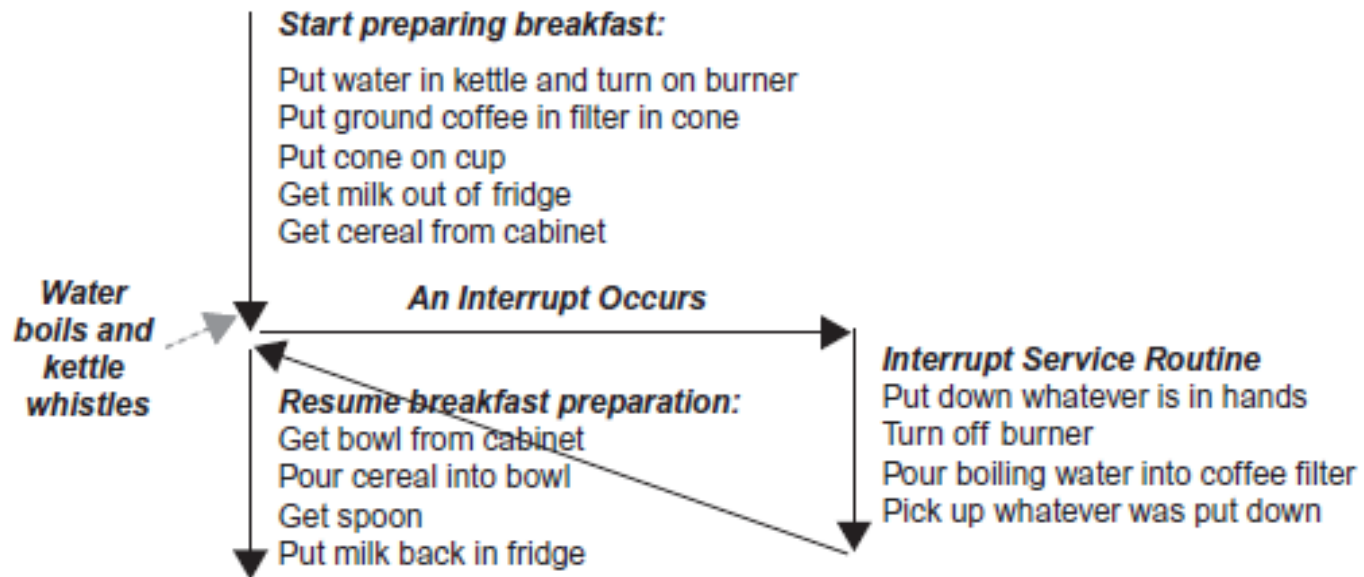 Start preparing breakfast:
Put water in kettle and turn on burner
Put ground coffee in filter in cone
Put cone on cup
Get milk out of fridge
Get cereal from cabinet
Water
boils and
kettle
whistles
An Interrupt Occurs
Interrupt Service Routine
Put down whatever is in hands
Turn off burner
Pour boiling water into coffee filter
Pick up whatever was put down
Resume breakfast preparation:
Get bowl from cabinet
Pour cereal into bowl
Get spoon
Put milk back in fridge